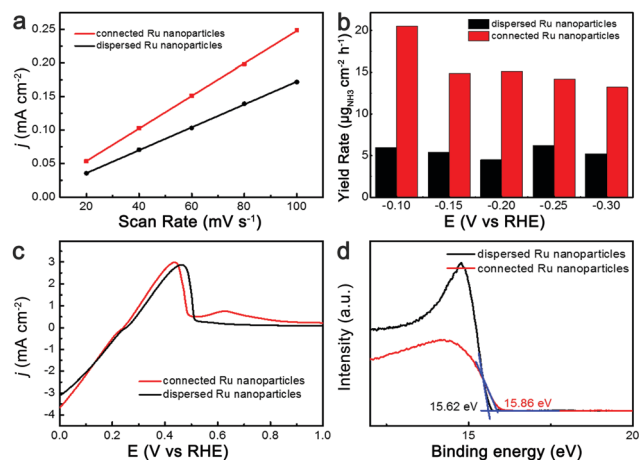 a
connected Ru nanoparticles
dispersed Ru nanoparticles
j (mA cm⁻²)
0.25
0.20
0.15
0.10
0.05
0.00
20 40 60 80 100
Scan Rate (mV s⁻¹)
b
dispersed Ru nanoparticles
connected Ru nanoparticles
Yield Rate (μg_NH3 cm⁻² h⁻¹)
20
15
10
5
0
-0.10 -0.15 -0.20 -0.25 -0.30
E (V vs RHE)
c
j (mA cm⁻²)
3
2
1
0
-1
-2
-3
-4
connected Ru nanoparticles
dispersed Ru nanoparticles
0.0 0.2 0.4 0.6 0.8 1.0
E (V vs RHE)
d
dispersed Ru nanoparticles
connected Ru nanoparticles
Intensity (a.u.)
15.62 eV
15.86 eV
15 20
Binding energy (eV)